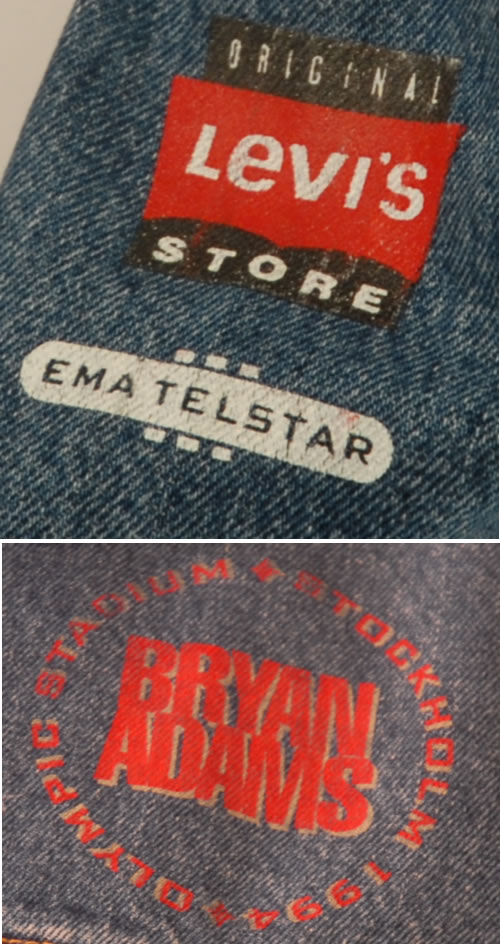 ORIGINAL
Levi's
STORE
EMA TELSTAR
OLYMPIC STADIUM ★ STOCKHOLM 1994 ★
BRYAN
ADAMS